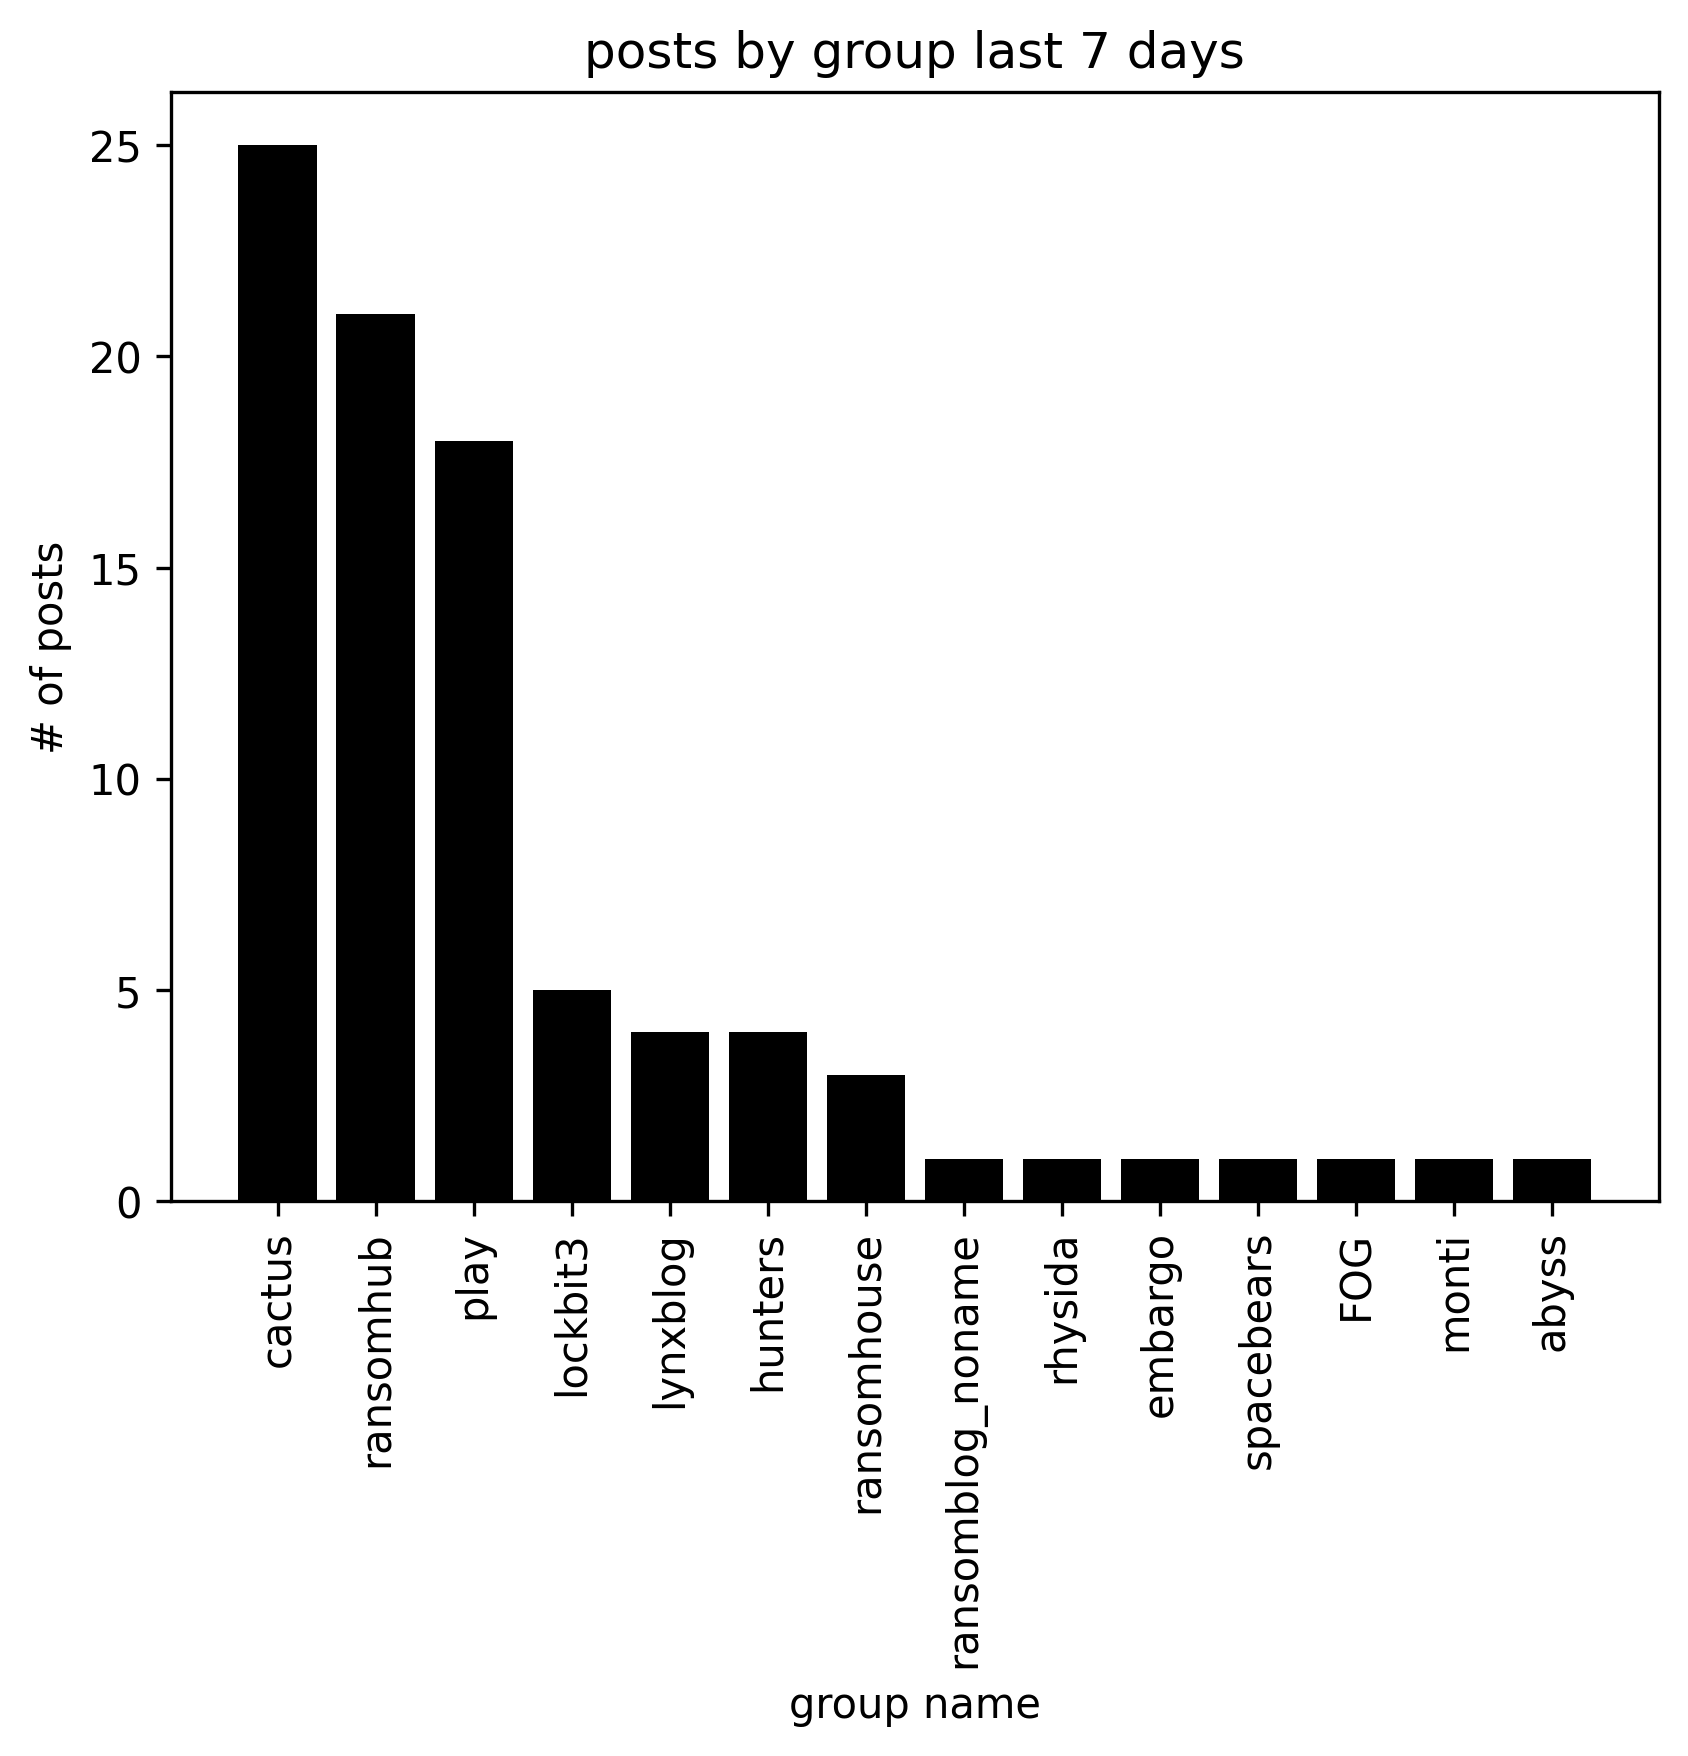 posts by group last 7 days
# of posts
25
20
15
10
5
0
cactus
ransomhub
play
lockbit3
lynxblog
hunters
ransomhouse
ransomblog_noname
rhysida
embargo
spacebears
FOG
monti
abyss
group name